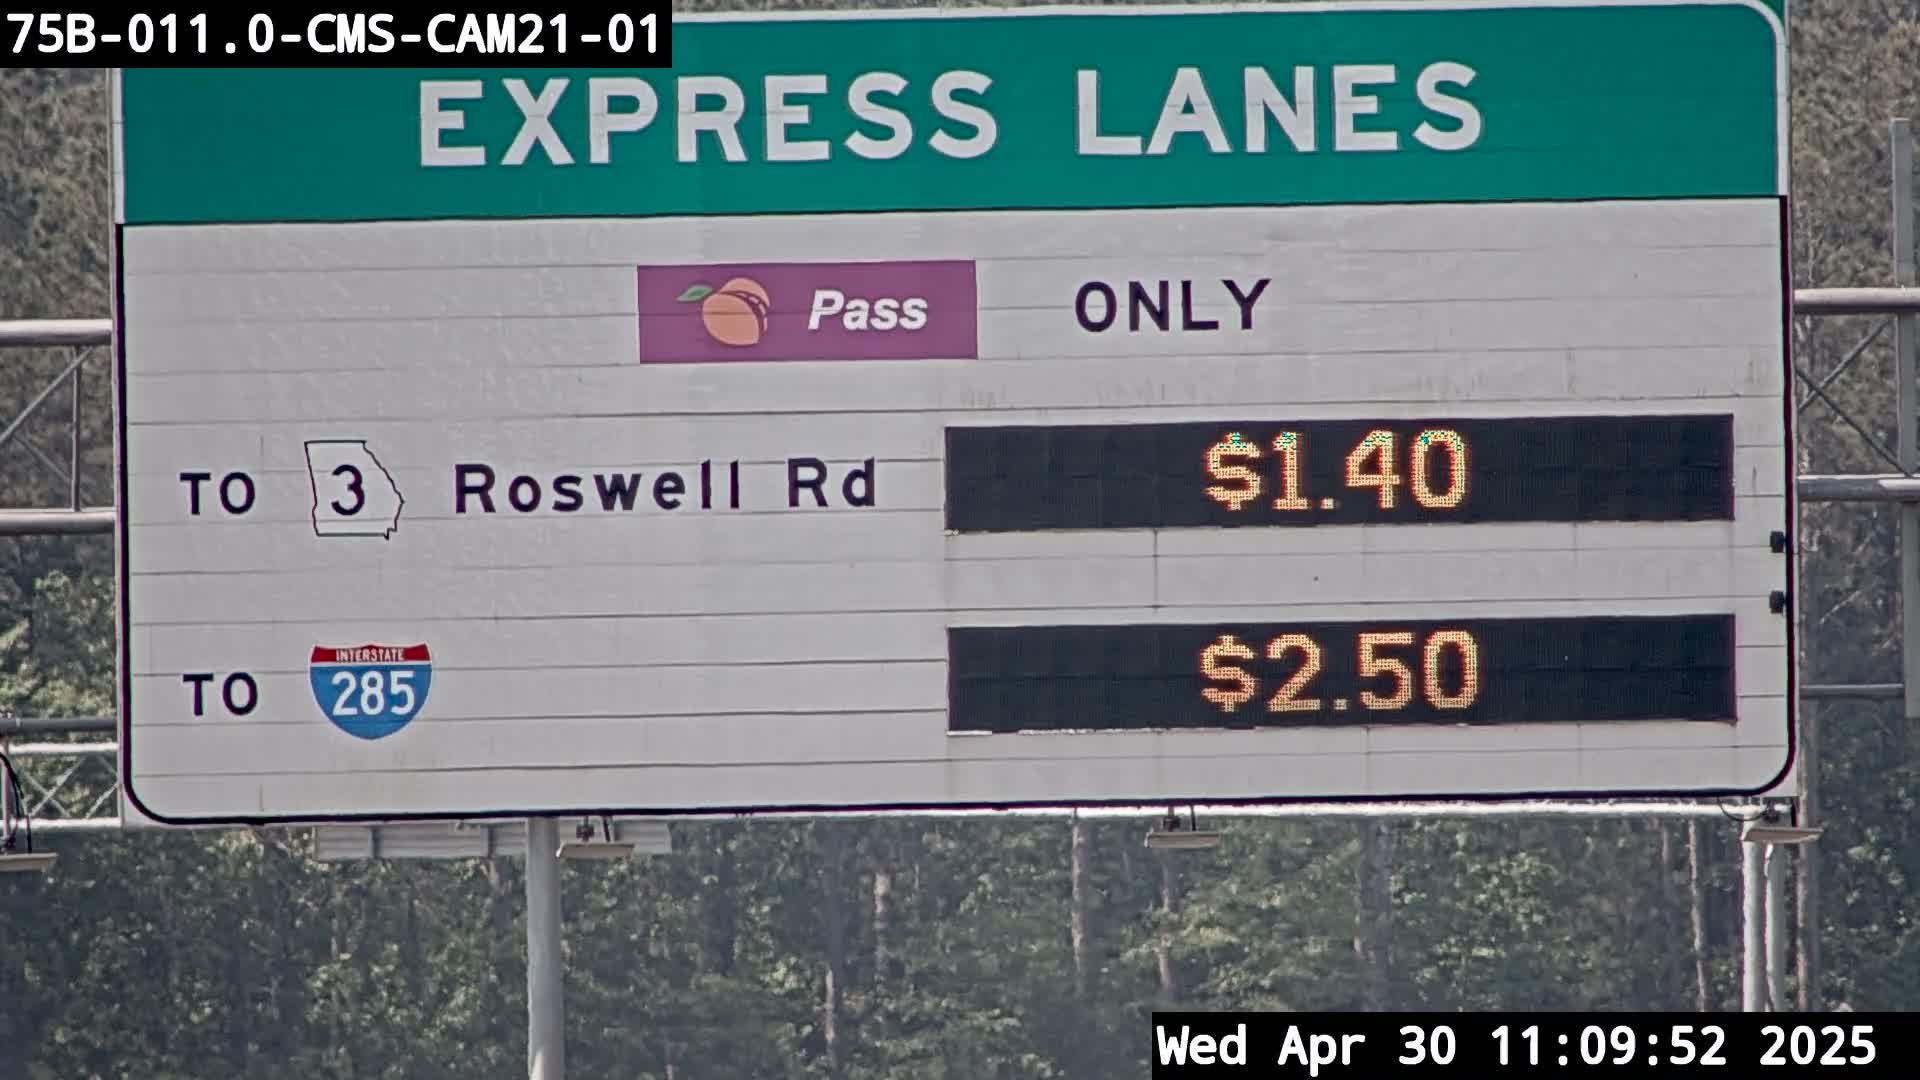 75B-011.0-CMS-CAM21-01
EXPRESS LANES
Pass ONLY
TO 3 Roswell Rd $1.40
INTERSTATE
TO 285 $2.50
Wed Apr 30 11:09:52 2025